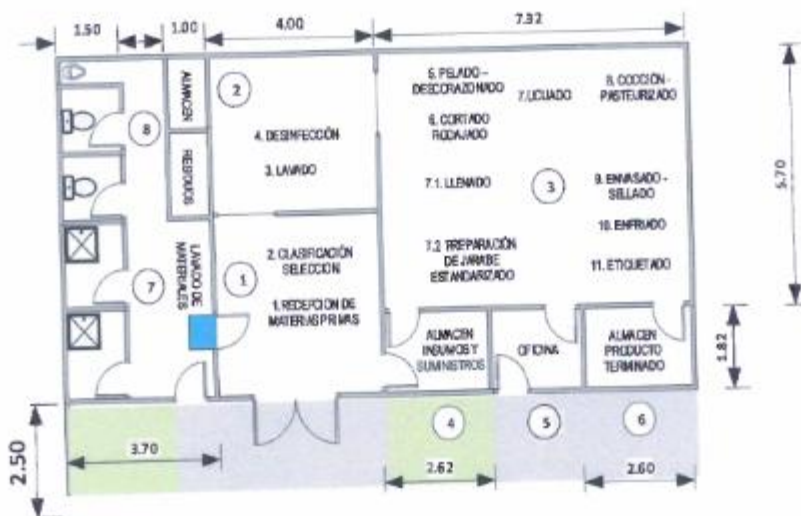 1.50
1.00
4.00
7.32
2
8
ALMACEN
RESIDUOS
4. DESINFECCIÓN
3. LAVADO
5. PELADO -
DESCORAZONADO
6. CORTADO
RODAJADO
7. LICUADO
8. COCCIÓN -
PASTEURIZADO
7.1. LLENADO
3
9. ENVASADO -
SELLADO
10. ENFRIADO
11. ETIQUETADO
7.2 PREPARACIÓN
DE JARABE
ESTANDARIZADO
5.70
7
LAVADO DE
MATERIALES
1
2. CLASIFICACIÓN
SELECCION
1. RECEPCION DE
MATERIAS PRIMAS
ALMACEN
INSUMOS Y
SUMINISTROS
OFICINA
ALMACEN
PRODUCTO
TERMINADO
1.82
2.50
3.70
4
5
6
2.62
2.60